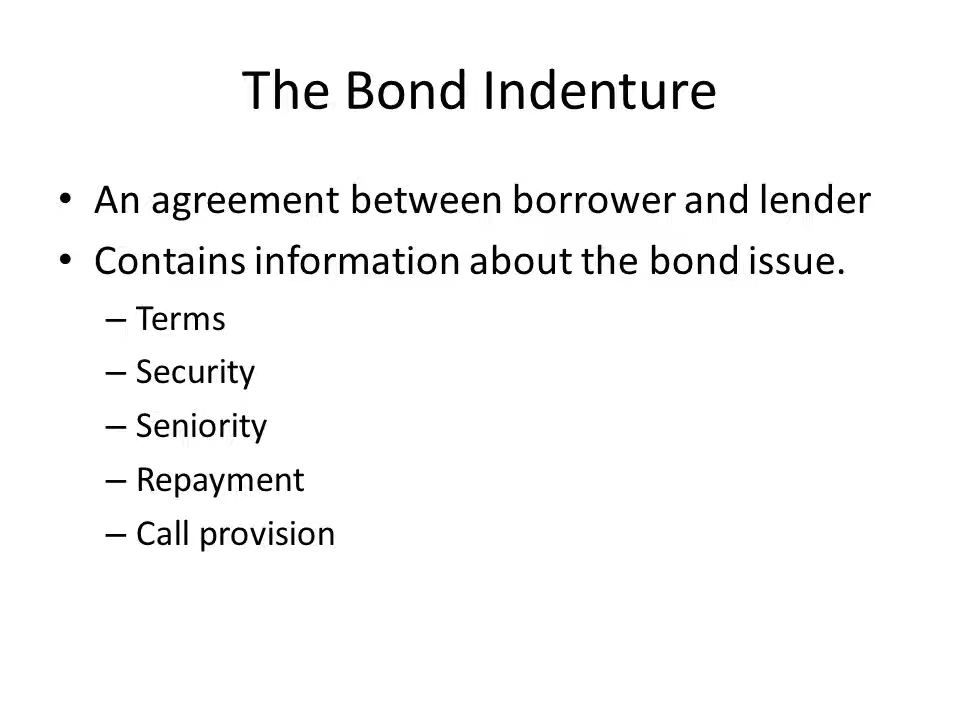 The Bond Indenture
• An agreement between borrower and lender
• Contains information about the bond issue.
– Terms
– Security
– Seniority
– Repayment
– Call provision